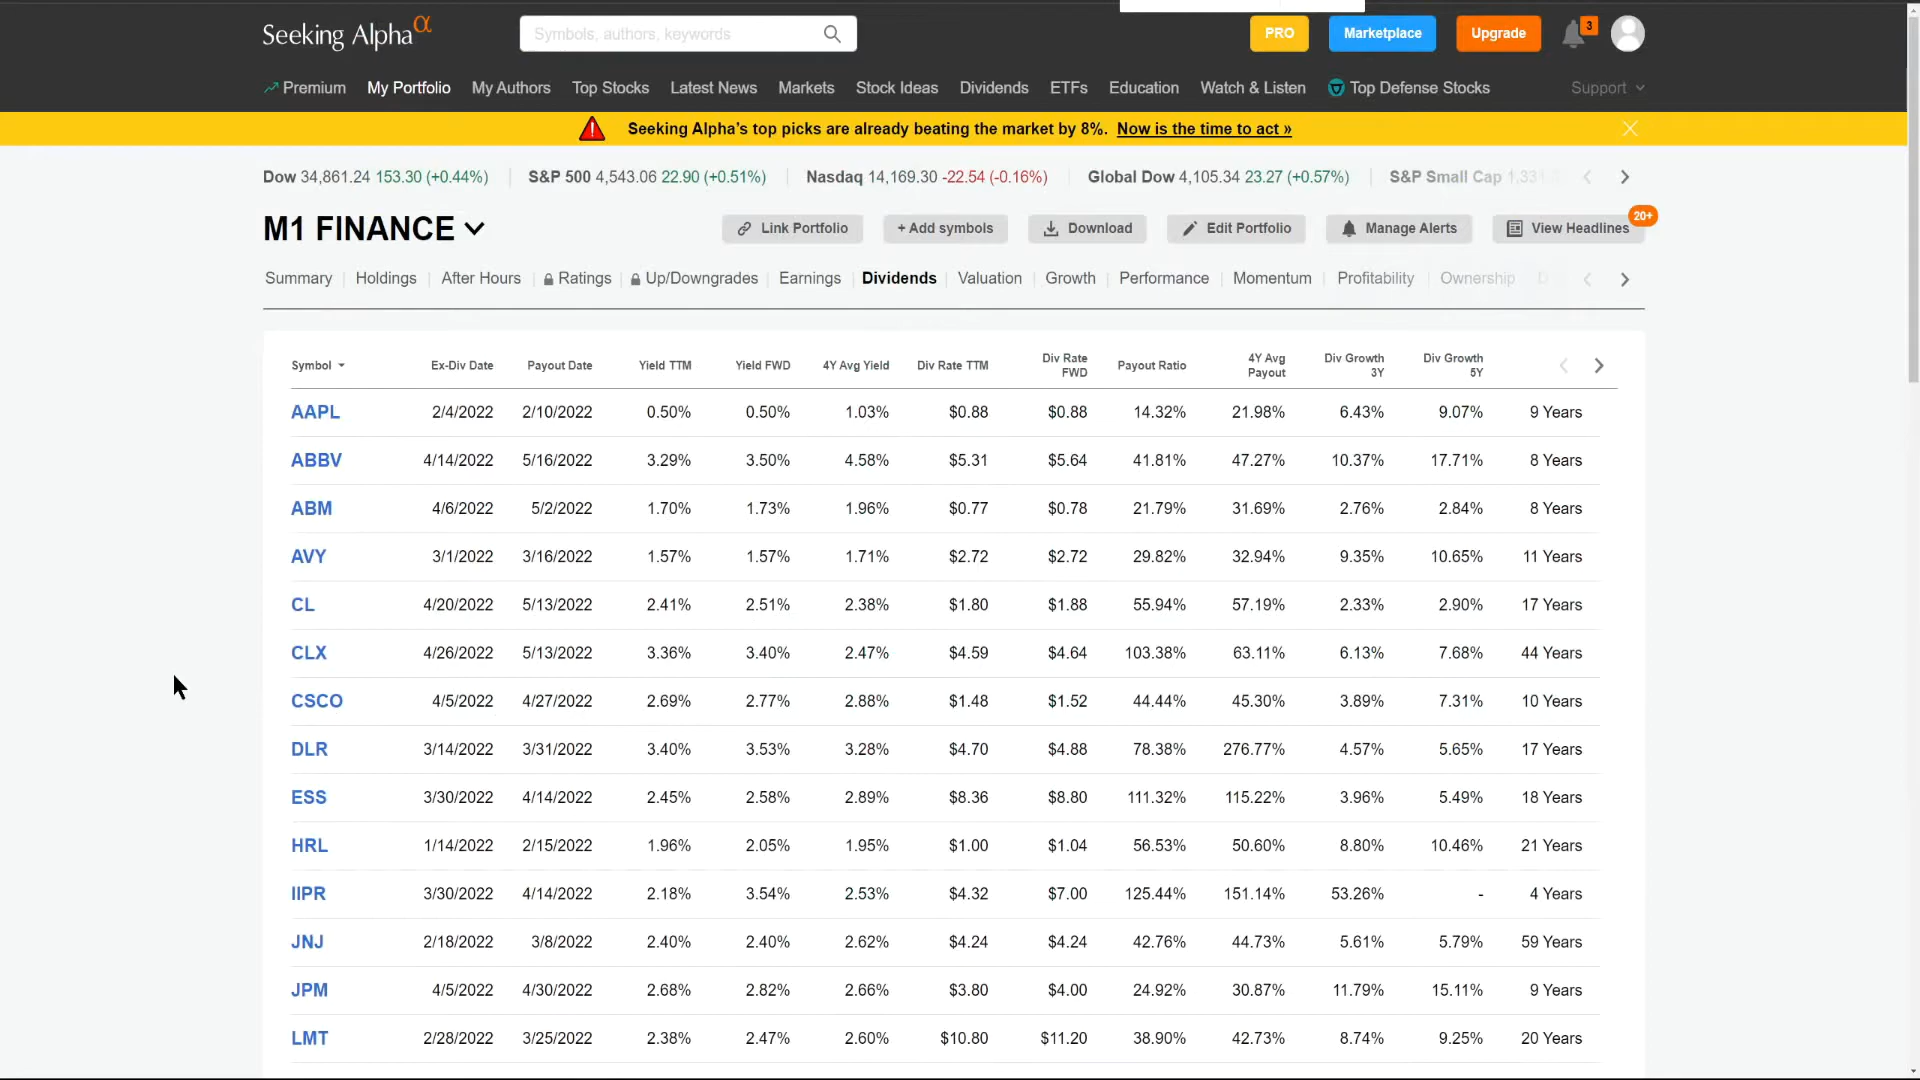 Seeking Alpha α
Symbols, authors, keywords
PRO Marketplace Upgrade 3
Premium My Portfolio My Authors Top Stocks Latest News Markets Stock Ideas Dividends ETFs Education Watch & Listen Top Defense Stocks Support
Seeking Alpha's top picks are already beating the market by 8%. Now is the time to act »
Dow 34,861.24 153.30 (+0.44%) S&P 500 4,543.06 22.90 (+0.51%) Nasdaq 14,169.30 -22.54 (-0.16%) Global Dow 4,105.34 23.27 (+0.57%) S&P Small Cap
M1 FINANCE Link Portfolio + Add symbols Download Edit Portfolio Manage Alerts View Headlines 20+
Summary Holdings After Hours Ratings Up/Downgrades Earnings Dividends Valuation Growth Performance Momentum Profitability Ownership
Symbol Ex-Div Date Payout Date Yield TTM Yield FWD 4Y Avg Yield Div Rate TTM Div Rate FWD Payout Ratio 4Y Avg Payout Div Growth 3Y Div Growth 5Y
AAPL 2/4/2022 2/10/2022 0.50% 0.50% 1.03% $0.88 $0.88 14.32% 21.98% 6.43% 9.07% 9 Years
ABBV 4/14/2022 5/16/2022 3.29% 3.50% 4.58% $5.31 $5.64 41.81% 47.27% 10.37% 17.71% 8 Years
ABM 4/6/2022 5/2/2022 1.70% 1.73% 1.96% $0.77 $0.78 21.79% 31.69% 2.76% 2.84% 8 Years
AVY 3/1/2022 3/16/2022 1.57% 1.57% 1.71% $2.72 $2.72 29.82% 32.94% 9.35% 10.65% 11 Years
CL 4/20/2022 5/13/2022 2.41% 2.51% 2.38% $1.80 $1.88 55.94% 57.19% 2.33% 2.90% 17 Years
CLX 4/26/2022 5/13/2022 3.36% 3.40% 2.47% $4.59 $4.64 103.38% 63.11% 6.13% 7.68% 44 Years
CSCO 4/5/2022 4/27/2022 2.69% 2.77% 2.88% $1.48 $1.52 44.44% 45.30% 3.89% 7.31% 10 Years
DLR 3/14/2022 3/31/2022 3.40% 3.53% 3.28% $4.70 $4.88 78.38% 276.77% 4.57% 5.65% 17 Years
ESS 3/30/2022 4/14/2022 2.45% 2.58% 2.89% $8.36 $8.80 111.32% 115.22% 3.96% 5.49% 18 Years
HRL 1/14/2022 2/15/2022 1.96% 2.05% 1.95% $1.00 $1.04 56.53% 50.60% 8.80% 10.46% 21 Years
IIPR 3/30/2022 4/14/2022 2.18% 3.54% 2.53% $4.32 $7.00 125.44% 151.14% 53.26% - 4 Years
JNJ 2/18/2022 3/8/2022 2.40% 2.40% 2.62% $4.24 $4.24 42.76% 44.73% 5.61% 5.79% 59 Years
JPM 4/5/2022 4/30/2022 2.68% 2.82% 2.66% $3.80 $4.00 24.92% 30.87% 11.79% 15.11% 9 Years
LMT 2/28/2022 3/25/2022 2.38% 2.47% 2.60% $10.80 $11.20 38.90% 42.73% 8.74% 9.25% 20 Years